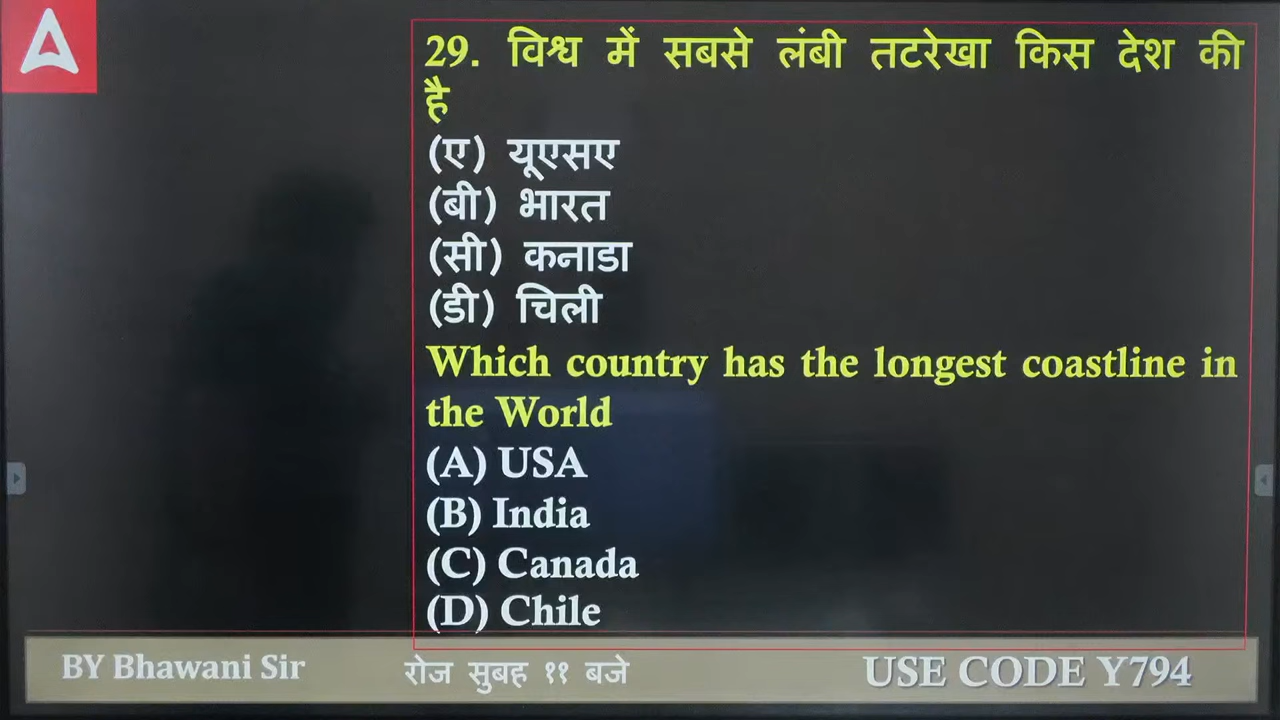 29. विश्व में सबसे लंबी तटरेखा किस देश की
है
(ए) यूएसए
(बी) भारत
(सी) कनाडा
(डी) चिली
Which country has the longest coastline in
the World
(A) USA
(B) India
(C) Canada
(D) Chile
BY Bhawani Sir
रोज सुबह ११ बजे
USE CODE Y794